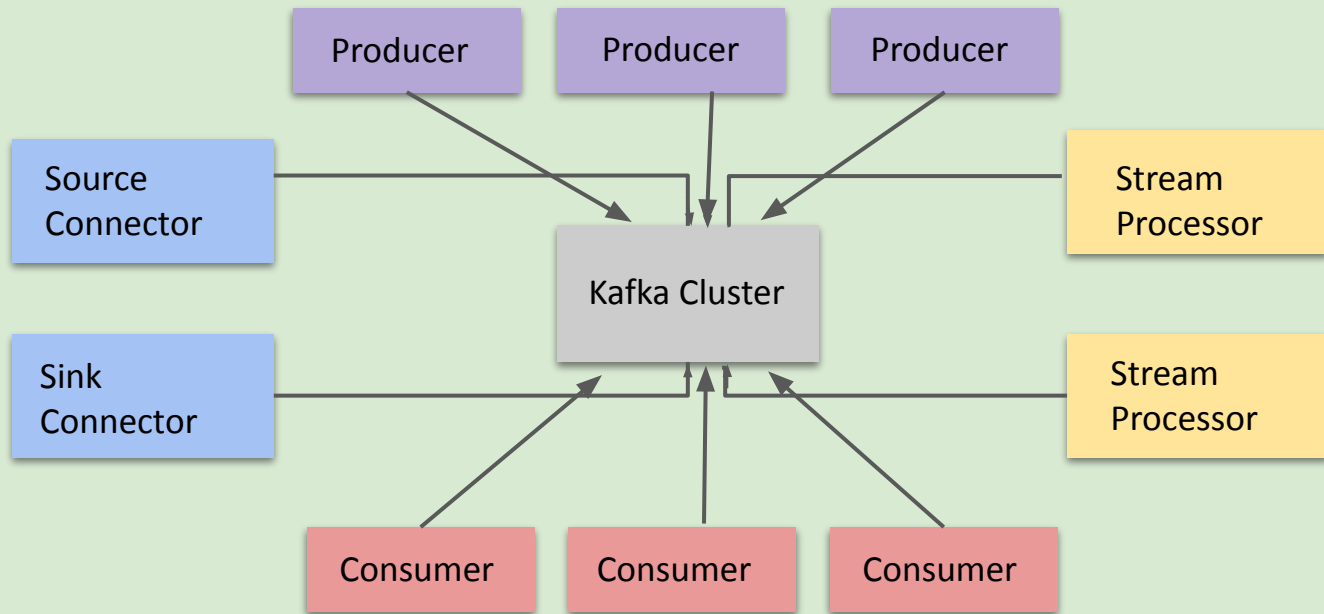 Producer
Producer
Producer
Source
Connector
Stream
Processor
Kafka Cluster
Sink
Connector
Stream
Processor
Consumer
Consumer
Consumer